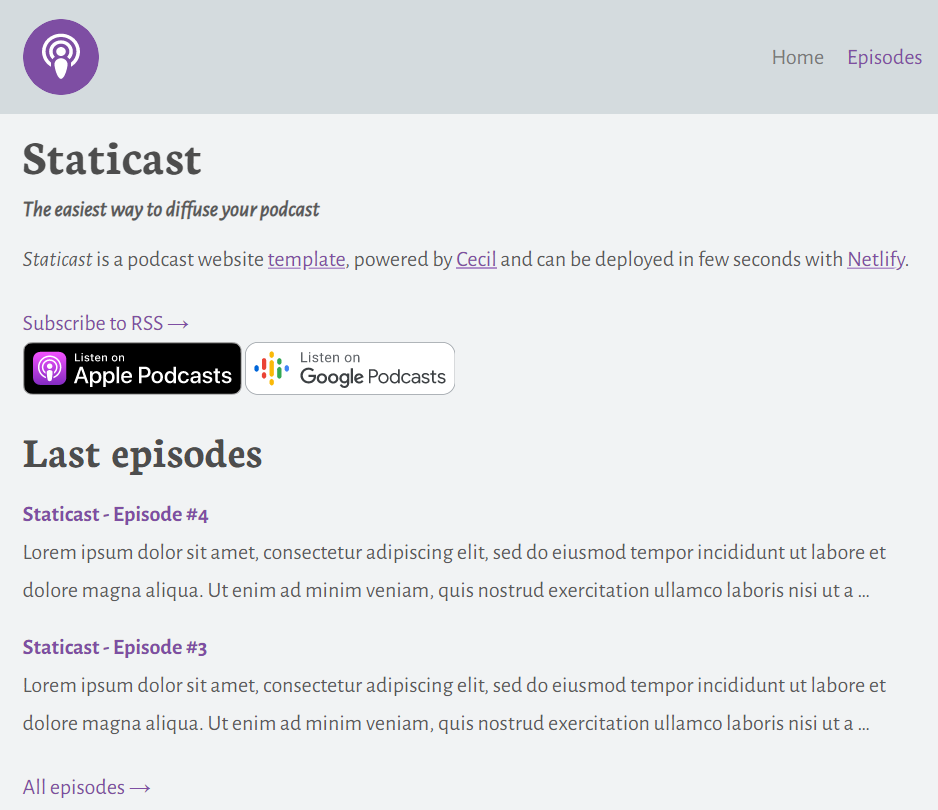 Home Episodes
Staticast
The easiest way to diffuse your podcast
Staticast is a podcast website template, powered by Cecil and can be deployed in few seconds with Netlify.
Subscribe to RSS →
Listen on
Apple Podcasts
Listen on
Google Podcasts
Last episodes
Staticast - Episode #4
Lorem ipsum dolor sit amet, consectetur adipiscing elit, sed do eiusmod tempor incididunt ut labore et
dolore magna aliqua. Ut enim ad minim veniam, quis nostrud exercitation ullamco laboris nisi ut a ...
Staticast - Episode #3
Lorem ipsum dolor sit amet, consectetur adipiscing elit, sed do eiusmod tempor incididunt ut labore et
dolore magna aliqua. Ut enim ad minim veniam, quis nostrud exercitation ullamco laboris nisi ut a ...
All episodes →